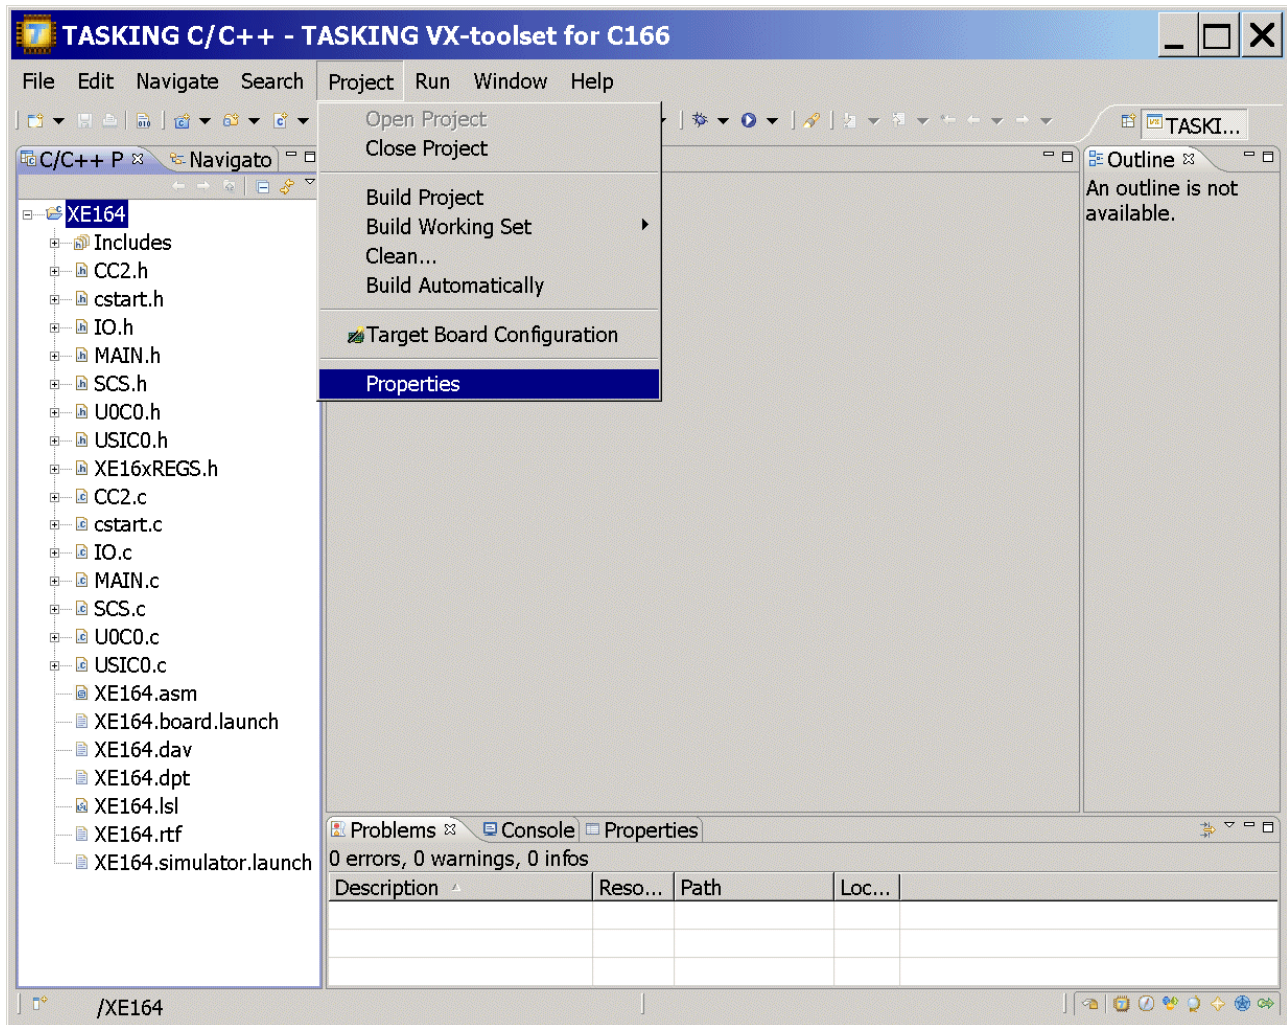 TASKING C/C++ - TASKING VX-toolset for C166
File Edit Navigate Search Project Run Window Help
TASKI...
Open Project
Close Project
Build Project
Build Working Set
Clean...
Build Automatically
Target Board Configuration
Properties
C/C++ P Navigato
XE164
Includes
CC2.h
cstart.h
IO.h
MAIN.h
SCS.h
U0C0.h
USIC0.h
XE16xREGS.h
CC2.c
cstart.c
IO.c
MAIN.c
SCS.c
U0C0.c
USIC0.c
XE164.asm
XE164.board.launch
XE164.dav
XE164.dpt
XE164.lsl
XE164.rtf
XE164.simulator.launch
Outline
An outline is not
available.
Problems Console Properties
0 errors, 0 warnings, 0 infos
Description Reso... Path Loc...
/XE164